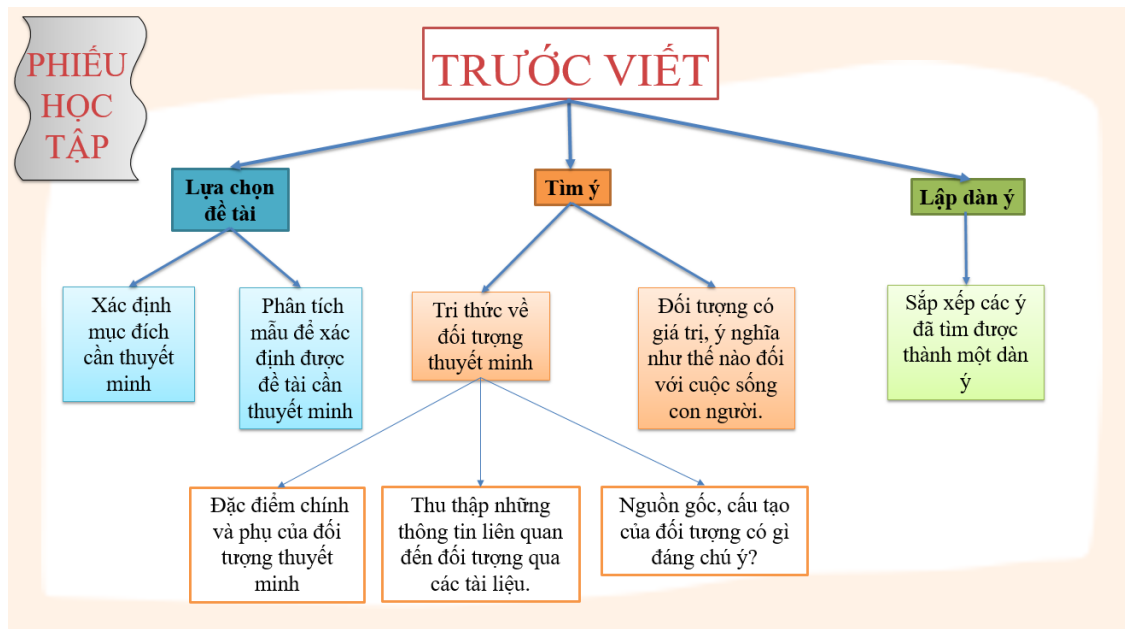 PHIẾU
HỌC
TẬP
TRƯỚC VIẾT
Lựa chọn
đề tài
Tìm ý
Lập dàn ý
Xác định
mục đích
cần thuyết
minh
Phân tích
mẫu để xác
định được
đề tài cần
thuyết minh
Tri thức về
đối tượng
thuyết minh
Đối tượng có
giá trị, ý nghĩa
như thế nào đối
với cuộc sống
con người.
Sắp xếp các ý
đã tìm được
thành một dàn
ý
Đặc điểm chính
và phụ của đối
tượng thuyết
minh
Thu thập những
thông tin liên quan
đến đối tượng qua
các tài liệu.
Nguồn gốc, cấu tạo
của đối tượng có gì
đáng chú ý?